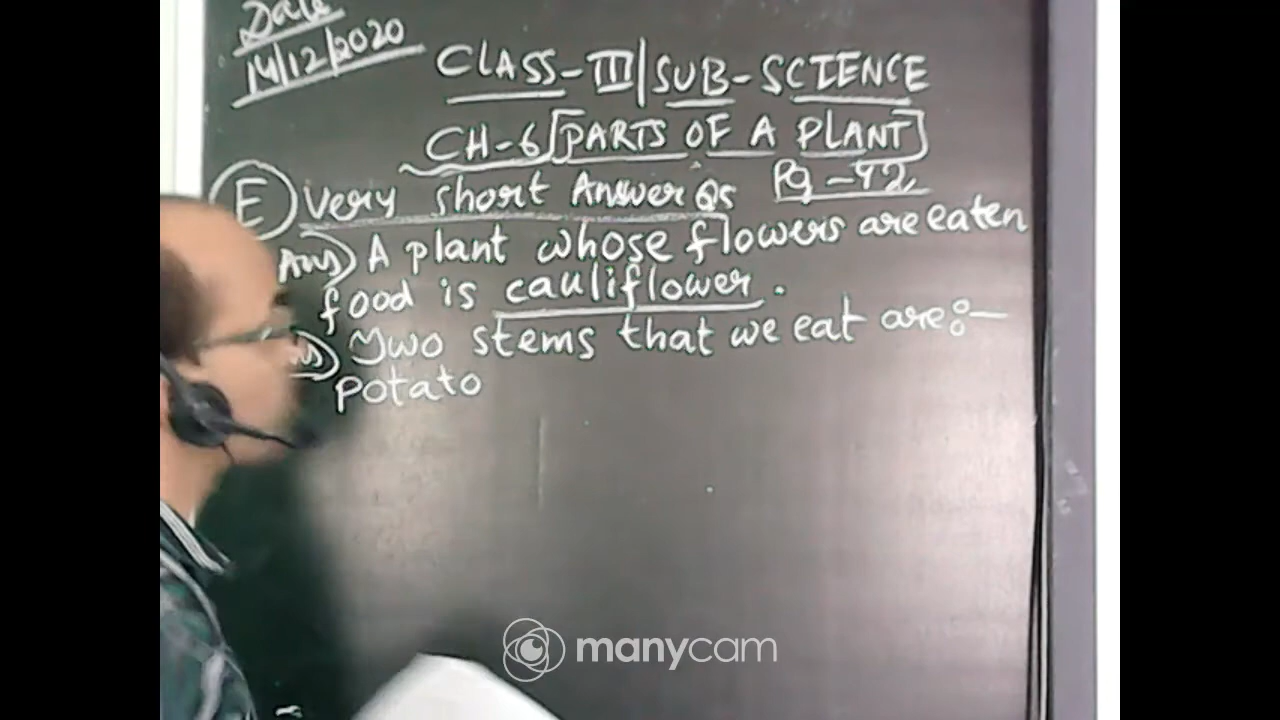 Date
14/12/2020
CLASS-III|SUB-SCIENCE
CH-6[PARTS OF A PLANT]
Pg-92
E Very short Answer Qs
Ans) A plant whose flowers are eaten
food is cauliflower.
Two stems that we eat are:-
potato
manycam